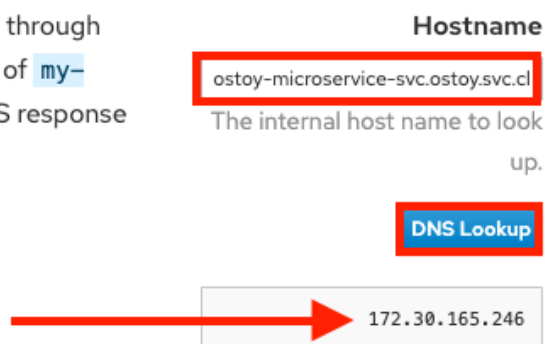 through
of my-
S response
Hostname
ostoy-microservice-svc.ostoy.svc.cl
The internal host name to look
up.
DNS Lookup
172.30.165.246